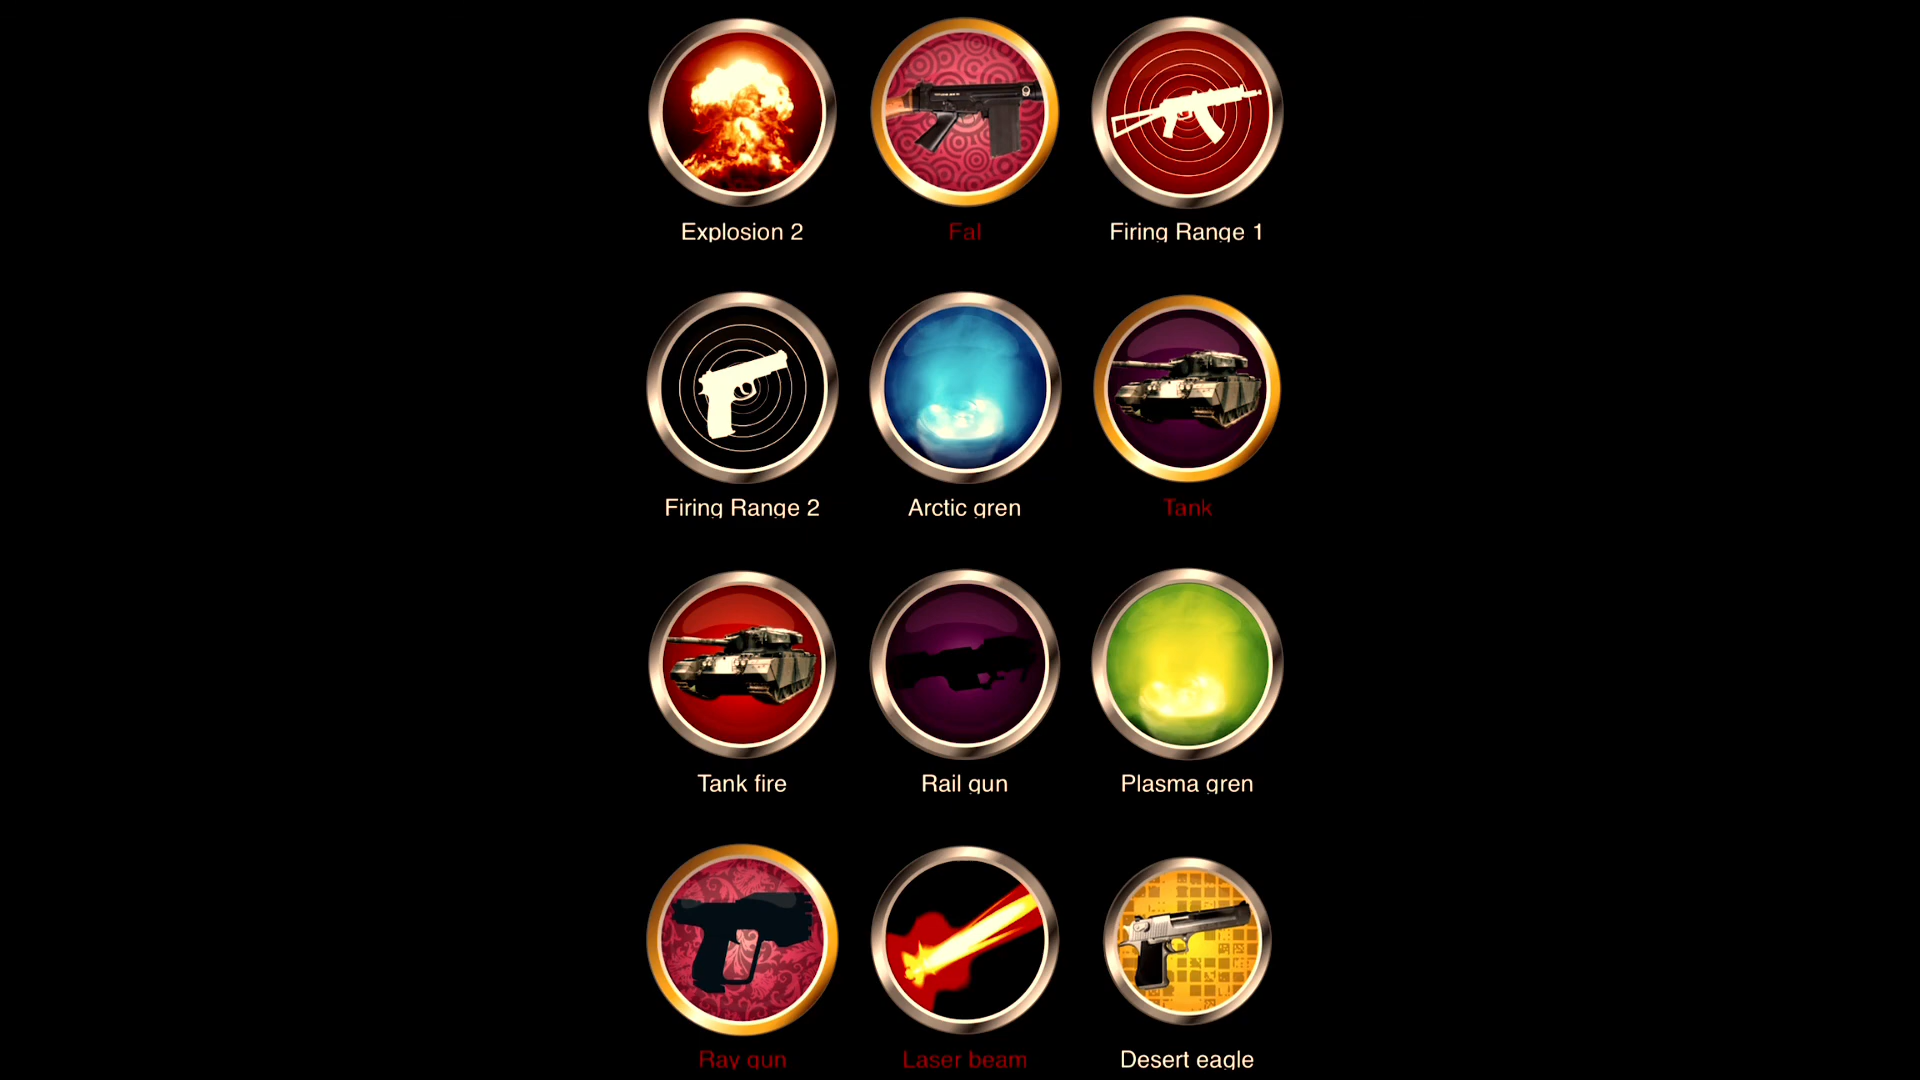 Explosion 2
Fal
Firing Range 1
Firing Range 2
Arctic gren
Tank
Tank fire
Rail gun
Plasma gren
Ray gun
Laser beam
Desert eagle